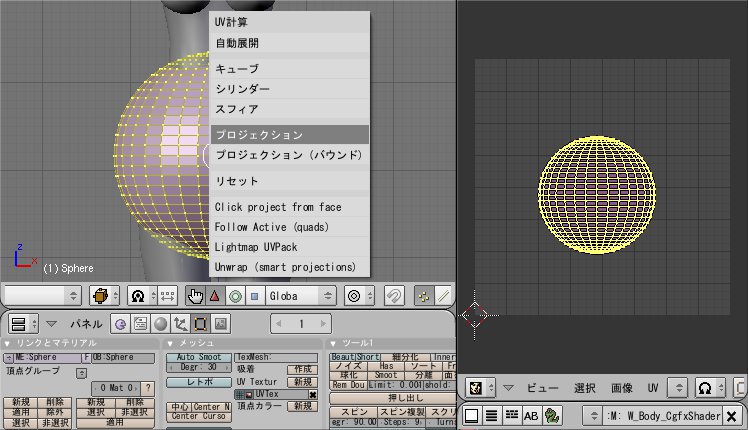 UV計算
自動展開
キューブ
シリンダー
スフィア
プロジェクション
プロジェクション (バウンド)
リセット
Click project from face
Follow Active (quads)
Lightmap UVPack
Unwrap (smart projections)
z
x
(1) Sphere
Globa
パネル
1
ビュー 選択 画像 UV
リンクとマテリアル
メッシュ
ツール1
ME:Sphere F OB:Sphere
頂点グループ
0 Mat 0 ?
新規 削除 新規 削除
適用 除外 選択 非選択
選択 非選択 適用
Auto Smoot
Degr: 30
レトポ
中心 Center N
Center Curso
TexMesh:
吸着 作成
UV Textur 新規
UVTex
頂点カラー 新規
Beaut Short 細分化 Inner
ノイズ Has ソート
球化 Smoot 分離
Rem Dou Limit: 0.001
押し出し
スピン スピン複製 スクリ
egr: 90.00 Steps: 9
AB
:M: W_Body_CgfxShader